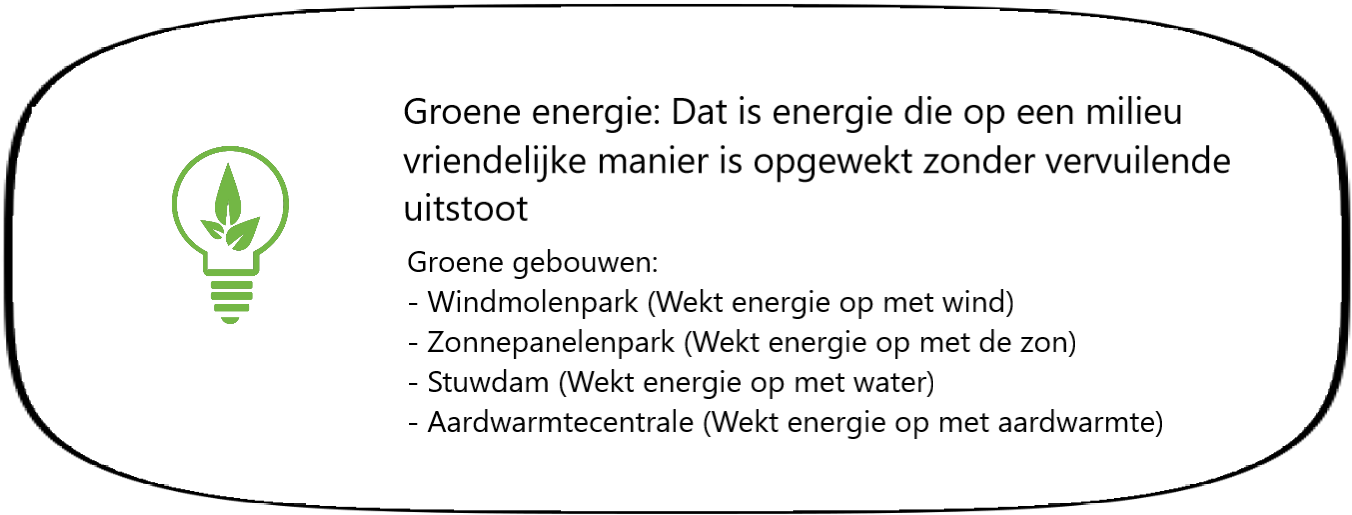 Groene energie: Dat is energie die op een milieu
vriendelijke manier is opgewekt zonder vervuilende
uitstoot
Groene gebouwen:
- Windmolenpark (Wekt energie op met wind)
- Zonnepanelenpark (Wekt energie op met de zon)
- Stuwdam (Wekt energie op met water)
- Aardwarmtecentrale (Wekt energie op met aardwarmte)